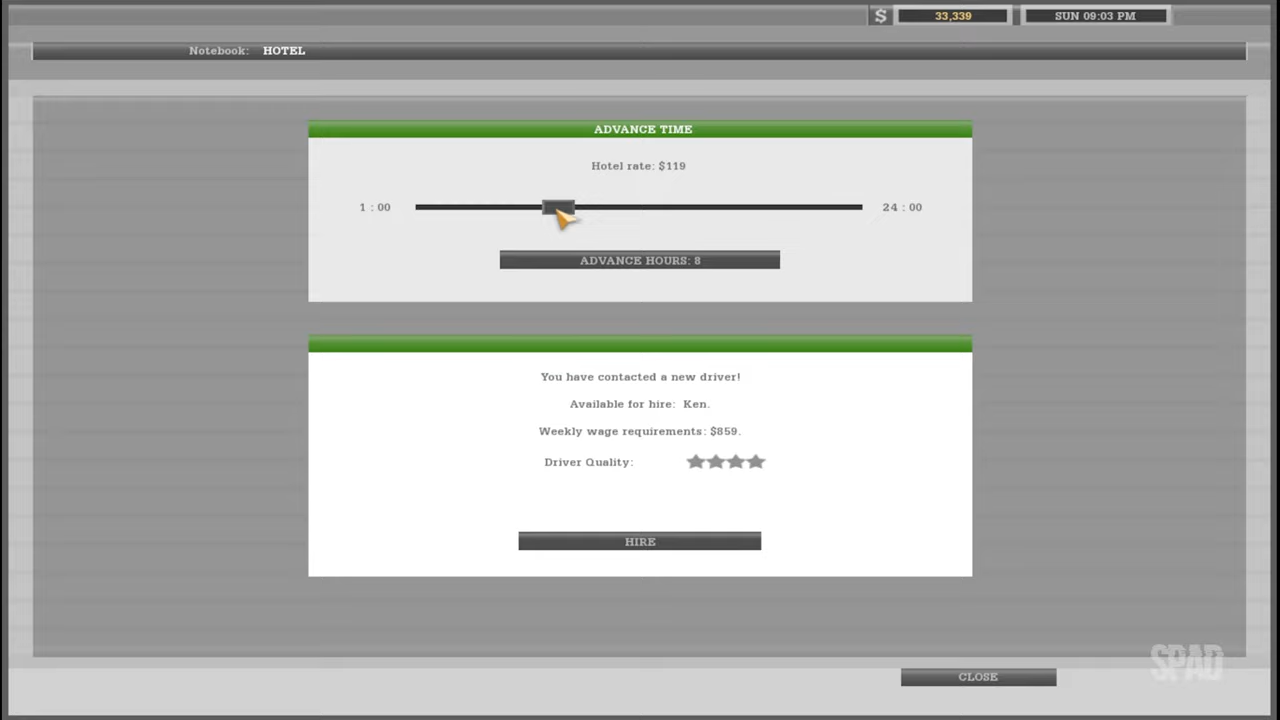 $ 33,339 SUN 09:03 PM
Notebook: HOTEL
ADVANCE TIME
Hotel rate: $119
1 : 00 24 : 00
ADVANCE HOURS: 8
You have contacted a new driver!
Available for hire: Ken.
Weekly wage requirements: $859.
Driver Quality:
HIRE
SPAD
CLOSE